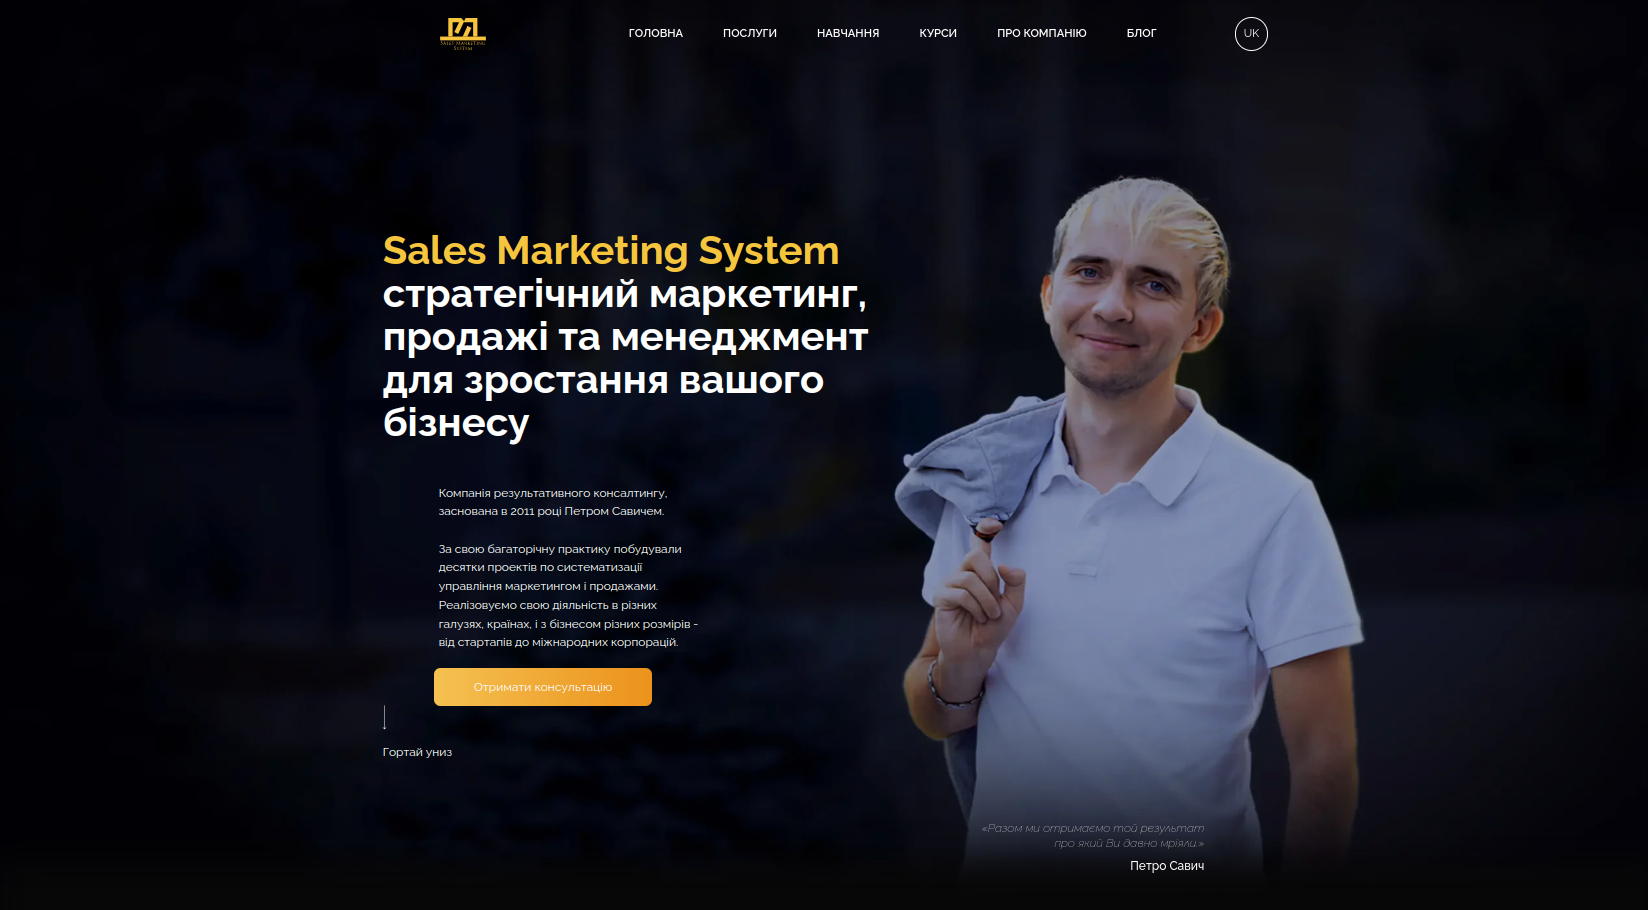 SALES MARKETING
SYSTEM
ГОЛОВНА
ПОСЛУГИ
НАВЧАННЯ
КУРСИ
ПРО КОМПАНІЮ
БЛОГ
UK
Sales Marketing System
стратегічний маркетинг,
продажі та менеджмент
для зростання вашого
бізнесу
Компанія результативного консалтингу,
заснована в 2011 році Петром Савичем.
За свою багаторічну практику побудували
десятки проектів по систематизації
управління маркетингом і продажами.
Реалізовуємо свою діяльність в різних
галузях, країнах, і з бізнесом різних розмірів -
від стартапів до міжнародних корпорацій.
Отримати консультацію
Гортай униз
«Разом ми отримаємо той результат
про який Ви давно мріяли.»
Петро Савич